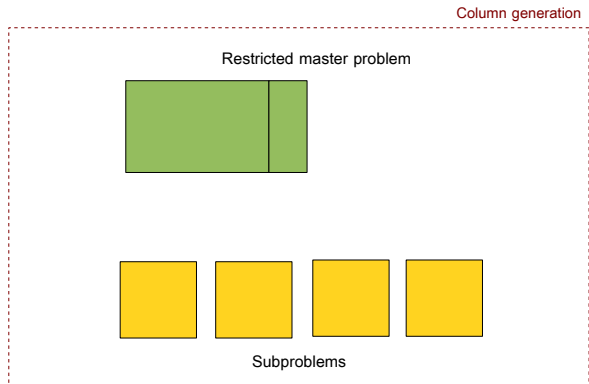 Column generation
Restricted master problem
Subproblems